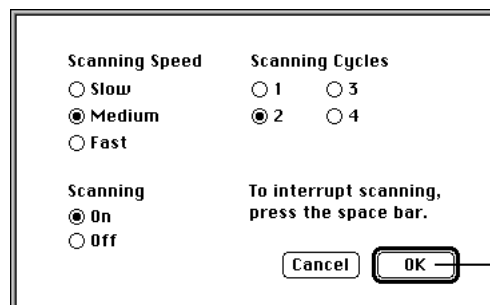 Scanning Speed
Slow
Medium
Fast
Scanning Cycles
1 3
2 4
Scanning
On
Off
To interrupt scanning,
press the space bar.
Cancel OK